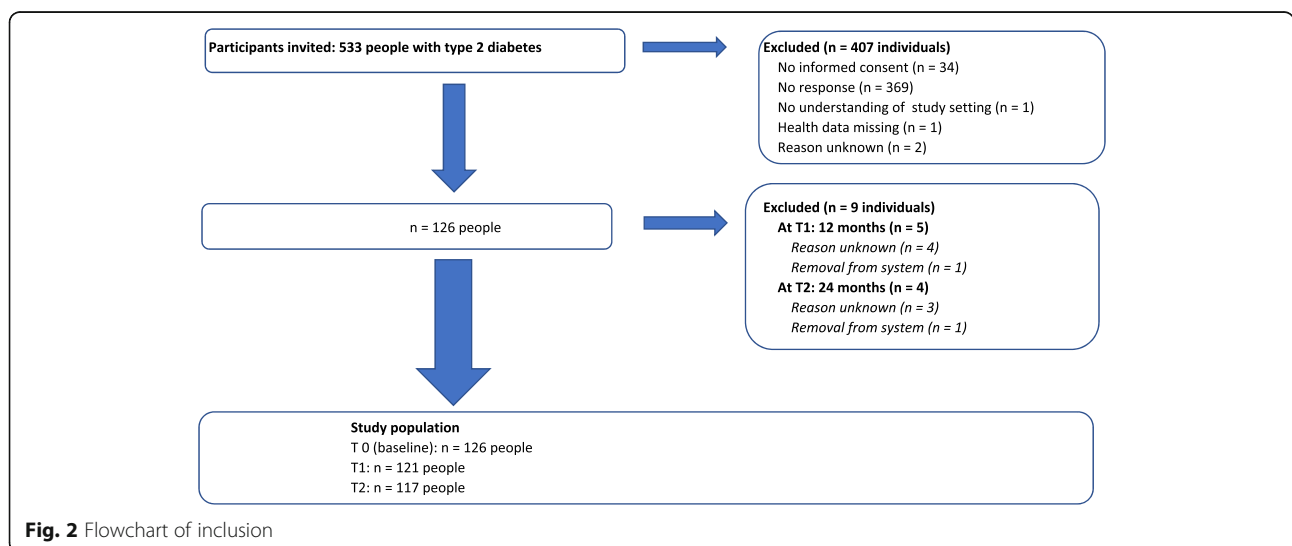 Participants invited: 533 people with type 2 diabetes
Excluded (n = 407 individuals)
No informed consent (n = 34)
No response (n = 369)
No understanding of study setting (n = 1)
Health data missing (n = 1)
Reason unknown (n = 2)
n = 126 people
Excluded (n = 9 individuals)
At T1: 12 months (n = 5)
Reason unknown (n = 4)
Removal from system (n = 1)
At T2: 24 months (n = 4)
Reason unknown (n = 3)
Removal from system (n = 1)
Study population
T 0 (baseline): n = 126 people
T1: n = 121 people
T2: n = 117 people
Fig. 2 Flowchart of inclusion